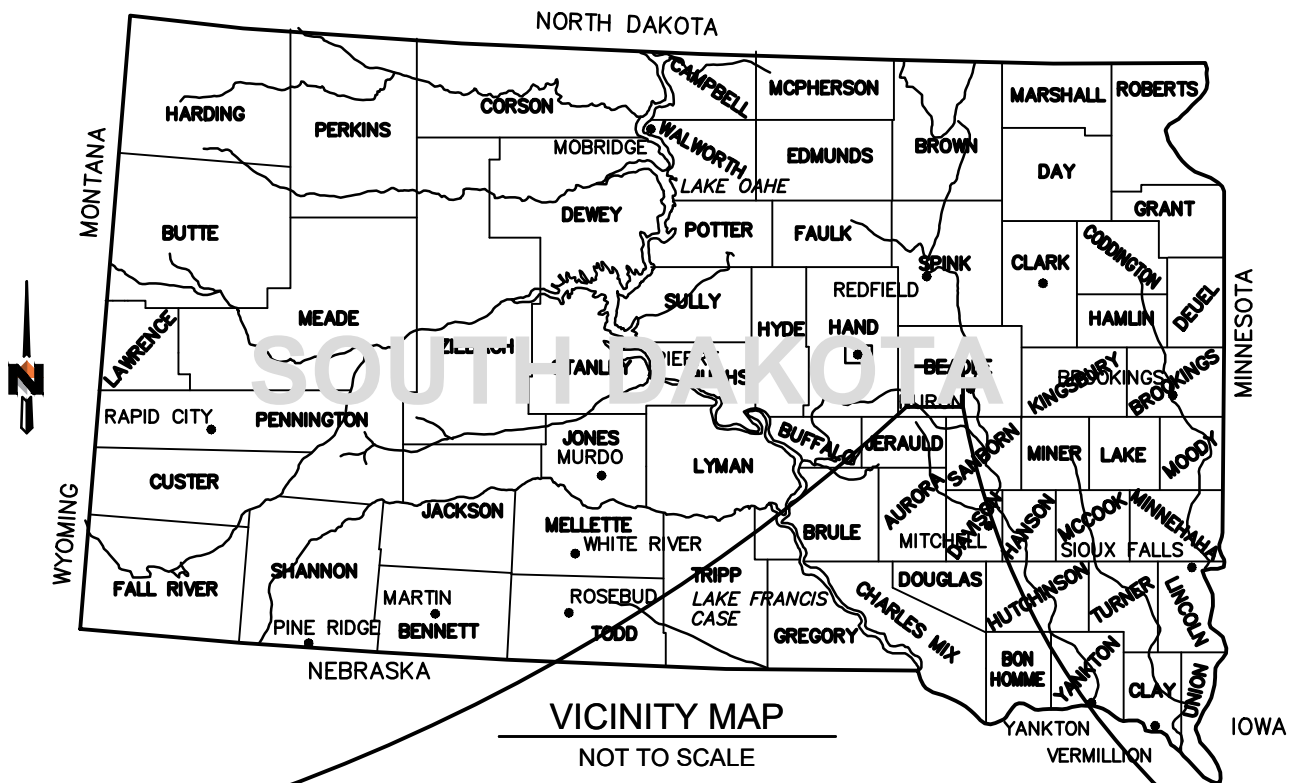 NORTH DAKOTA
HARDING
PERKINS
CORSON
CAMPBELL
MCPHERSON
MARSHALL
ROBERTS
MONTANA
MOBRIDGE
WALWORTH
EDMUNDS
BROWN
DAY
LAKE OAHE
BUTTE
DEWEY
POTTER
FAULK
GRANT
SPINK
REDFIELD
CLARK
CODDINGTON
MINNESOTA
N
LAWRENCE
MEADE
SULLY
HYDE
HAND
HAMLIN
DEUEL
SOUTH DAKOTA
STANLEY
KINGSBURY
BROOKINGS
BROOKINGS
RAPID CITY
PENNINGTON
JONES
MURDO
LYMAN
BUFFALO
JERAULD
SANBORN
MINER
LAKE
MOODY
WYOMING
CUSTER
JACKSON
MELLETTE
WHITE RIVER
BRULE
AURORA
MITCHELL
DAVISON
HANSON
MCCOOK
MINNEHAHA
SIOUX FALLS
FALL RIVER
SHANNON
MARTIN
BENNETT
ROSEBUD
TODD
TRIPP
LAKE FRANCIS
CASE
GREGORY
CHARLES MIX
DOUGLAS
HUTCHINSON
TURNER
LINCOLN
PINE RIDGE
NEBRASKA
BON
HOMME
YANKTON
CLAY
UNION
YANKTON
VERMILLION
IOWA
VICINITY MAP
NOT TO SCALE